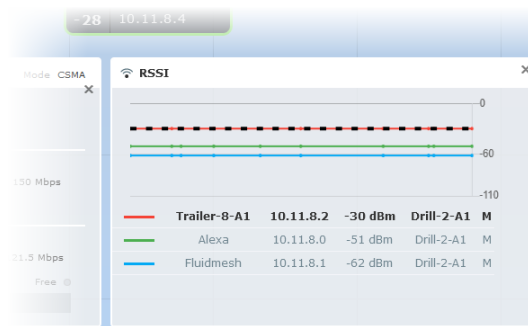 -28 10.11.8.4
Mode CSMA
RSSI
150 Mbps
21.5 Mbps
Free
0
-60
-110
Trailer-8-A1 10.11.8.2 -30 dBm Drill-2-A1 M
Alexa 10.11.8.0 -51 dBm Drill-2-A1 M
Fluidmesh 10.11.8.1 -62 dBm Drill-2-A1 M